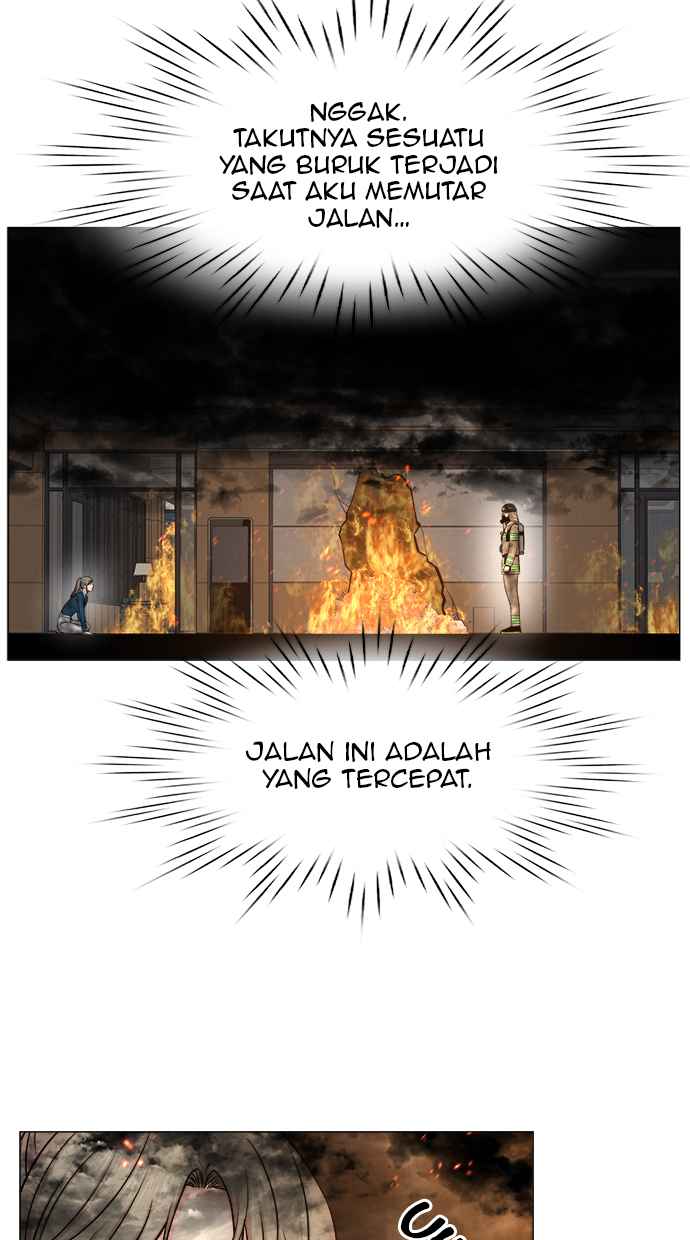 NGGAK.
TAKUTNYA SESUATU
YANG BURUK TERJADI
SAAT AKU MEMUTAR
JALAN...
JALAN INI ADALAH
YANG TERCEPAT.